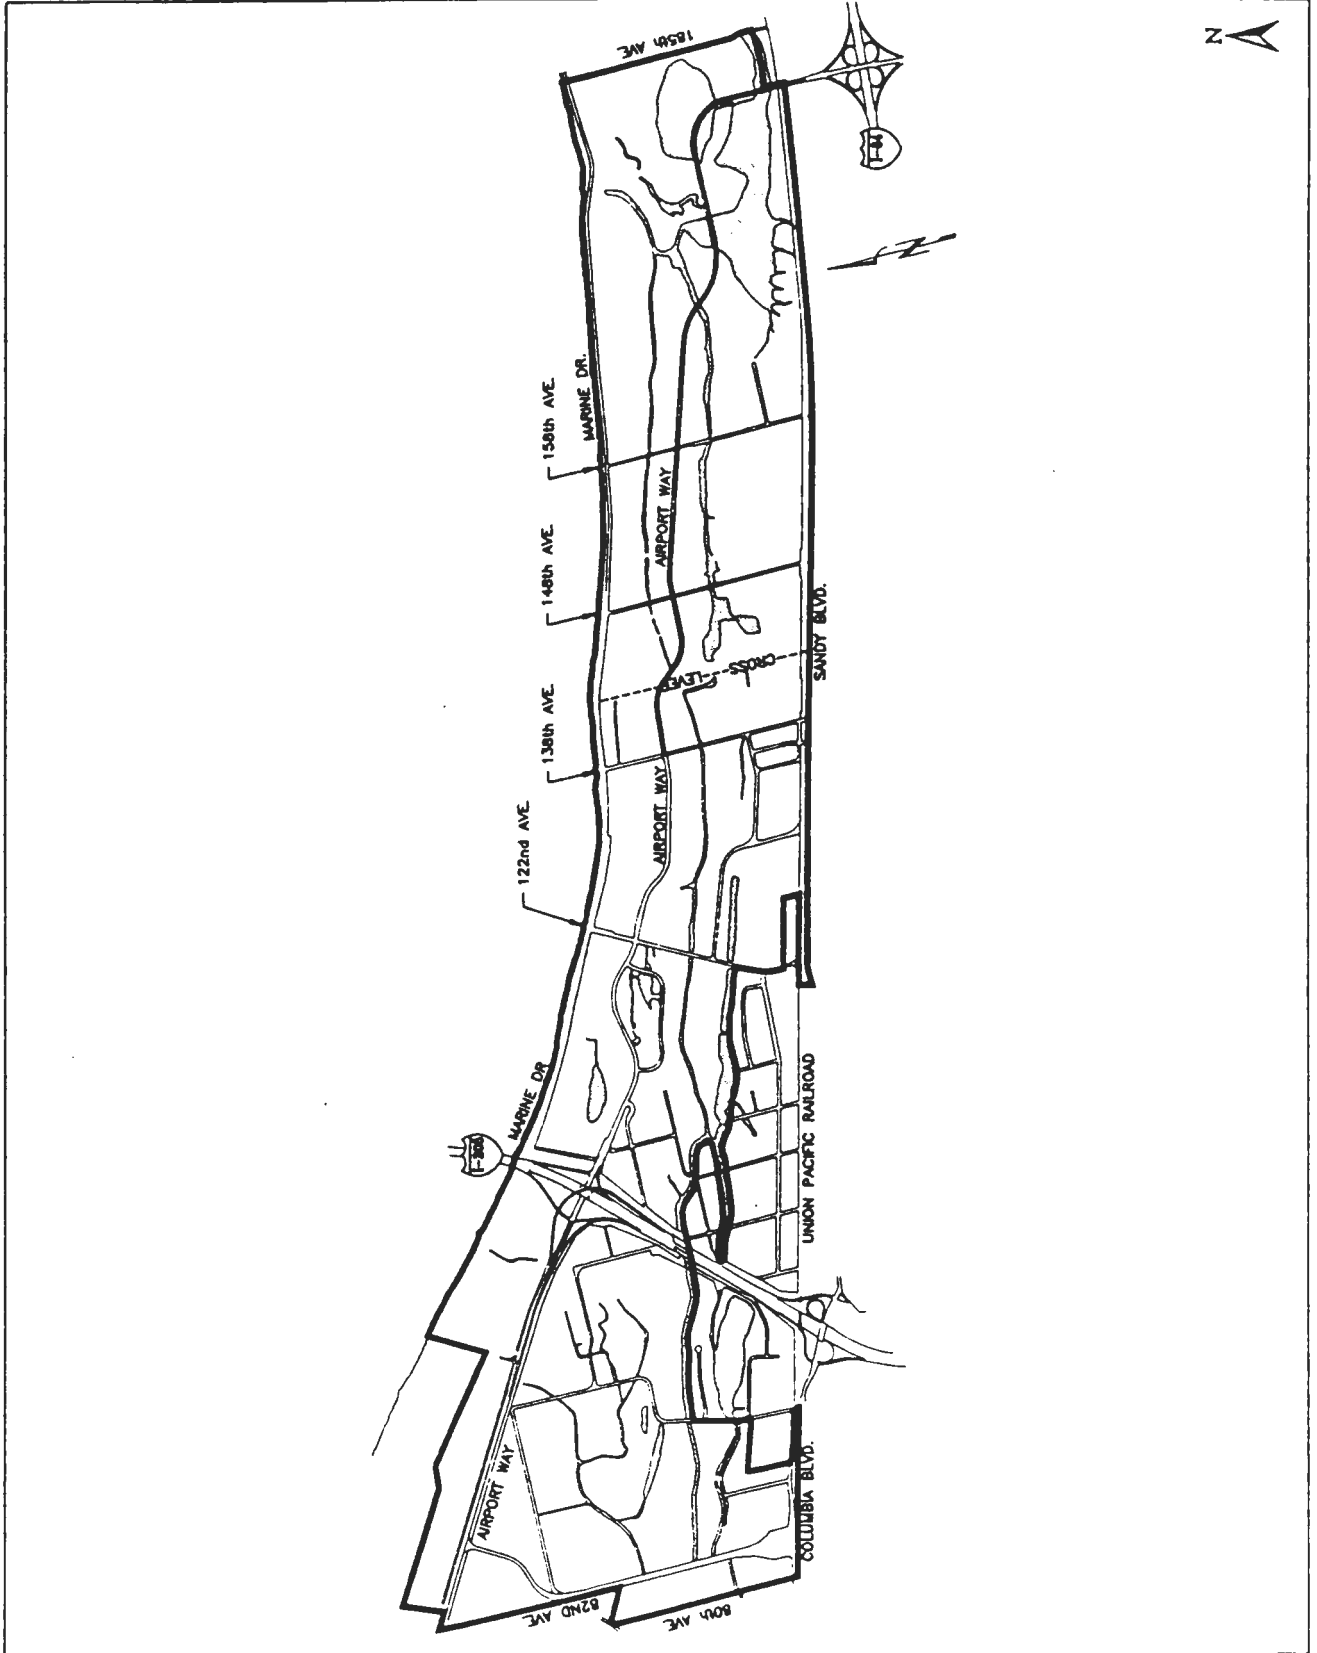 185th AVE
N
I-84
N
MARINE DR.
158th AVE.
AIRPORT WAY
148th AVE.
SANDY BLVD.
CROSS LEVEE
138th AVE.
AIRPORT WAY
122nd AVE.
MARINE DR
I-205
UNION PACIFIC RAILROAD
AIRPORT WAY
COLUMBIA BLVD.
82ND AVE
80th AVE